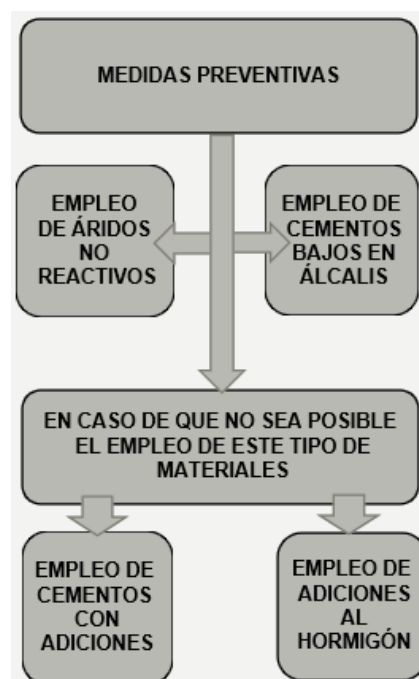 MEDIDAS PREVENTIVAS
EMPLEO
DE ÁRIDOS
NO
REACTIVOS
EMPLEO DE
CEMENTOS
BAJOS EN
ÁLCALIS
EN CASO DE QUE NO SEA POSIBLE
EL EMPLEO DE ESTE TIPO DE
MATERIALES
EMPLEO DE
CEMENTOS
CON
ADICIONES
EMPLEO DE
ADICIONES
AL
HORMIGÓN